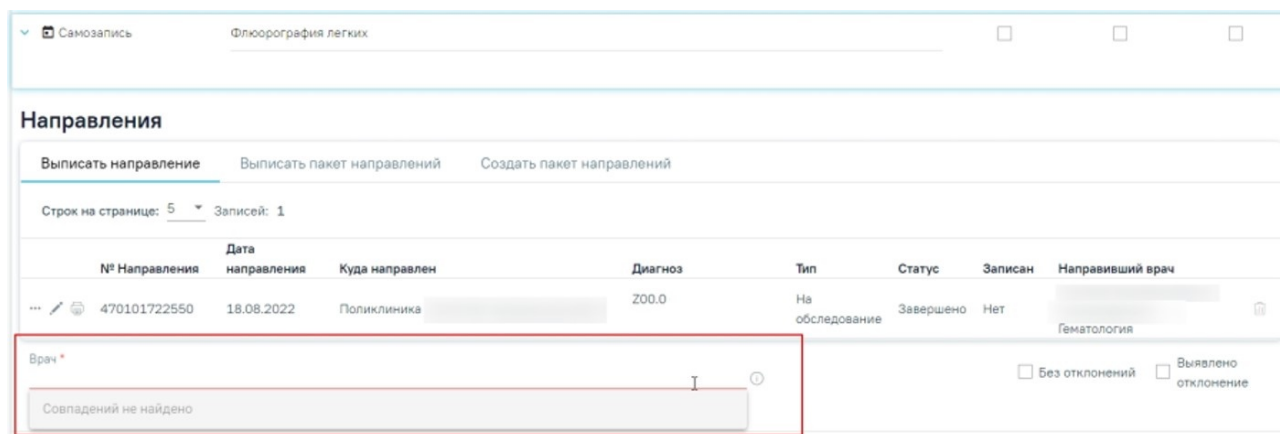 Самозапись Флюорография легких
Направления
Выписать направление Выписать пакет направлений Создать пакет направлений
Строк на странице: 5 Записей: 1
№ Направления Дата направления Куда направлен Диагноз Тип Статус Записан Направивший врач
470101722550 18.08.2022 Поликлиника Z00.0 На обследование Завершено Нет Гематология
Врач *
Без отклонений Выявлено отклонение
Совпадений не найдено